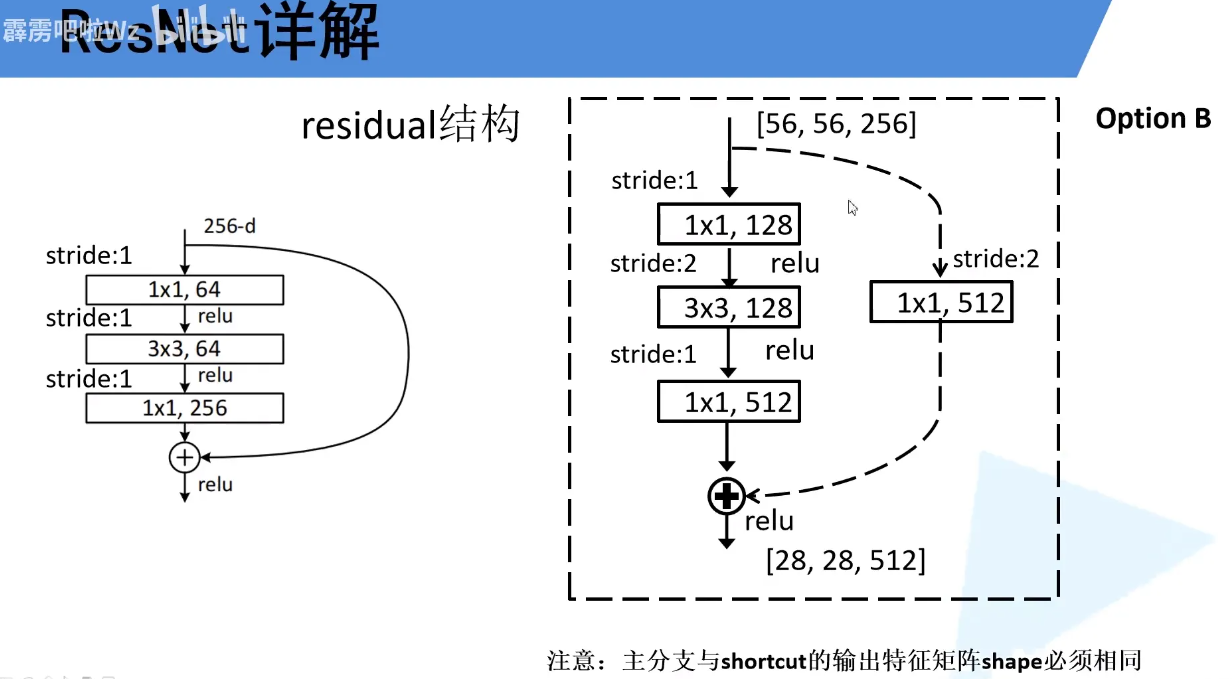 霹雳吧啦Wz bilibili
ResNet详解
residual结构
256-d
stride:1
1x1, 64
stride:1
relu
3x3, 64
stride:1
relu
1x1, 256
relu
Option B
[56, 56, 256]
stride:1
1x1, 128
stride:2
relu
3x3, 128
stride:1
relu
1x1, 512
stride:2
1x1, 512
relu
[28, 28, 512]
注意：主分支与shortcut的输出特征矩阵shape必须相同